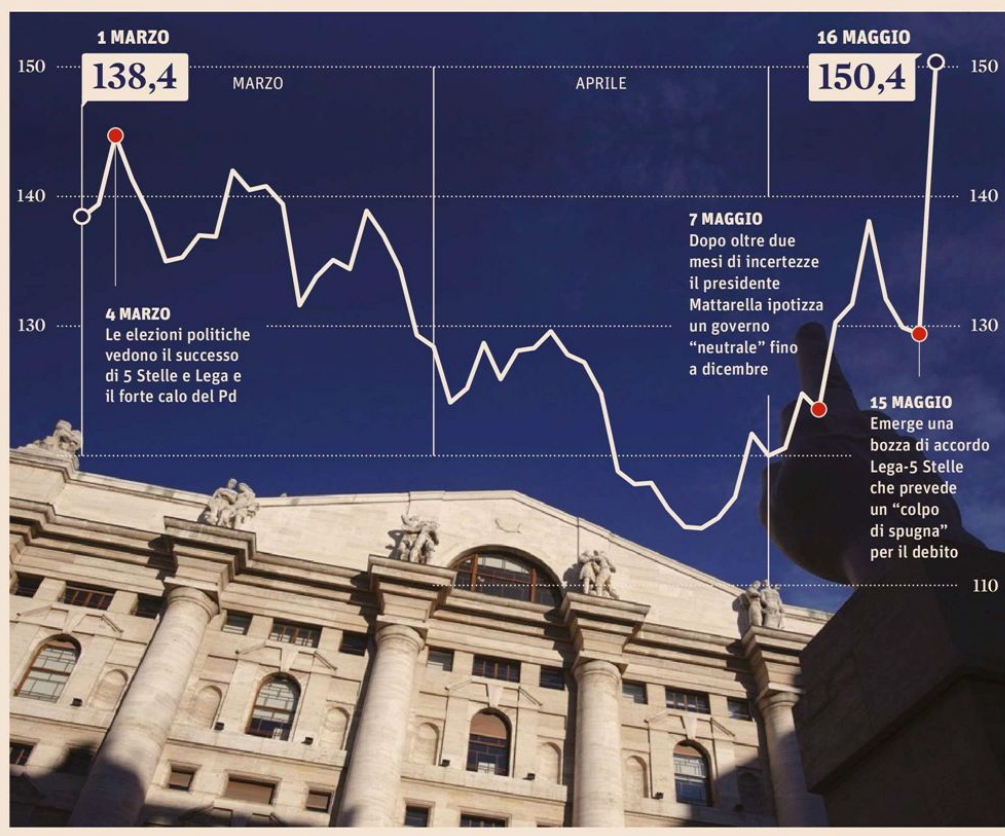 1 MARZO
138,4
16 MAGGIO
150,4
150
150
MARZO
APRILE
140
140
7 MAGGIO
Dopo oltre due
mesi di incertezze
il presidente
Mattarella ipotizza
un governo
“neutrale” fino
a dicembre
4 MARZO
Le elezioni politiche
vedono il successo
di 5 Stelle e Lega e
il forte calo del Pd
130
130
15 MAGGIO
Emerge una
bozza di accordo
Lega-5 Stelle
che prevede
un “colpo
di spugna”
per il debito
110